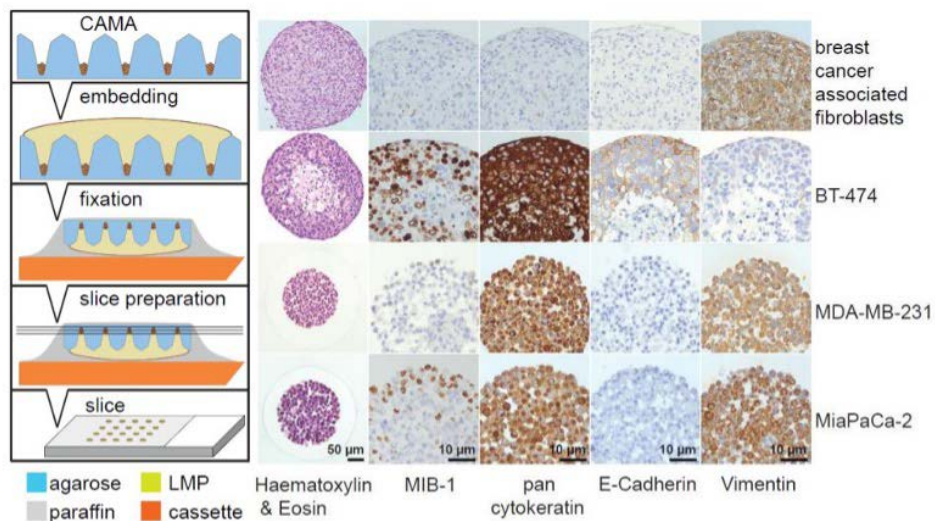 CAMA
embedding
fixation
slice preparation
slice
agarose
LMP
paraffin
cassette
breast
cancer
associated
fibroblasts
BT-474
MDA-MB-231
MiaPaCa-2
50 µm
10 µm
10 µm
10 µm
10 µm
Haematoxylin
& Eosin
MIB-1
pan
cytokeratin
E-Cadherin
Vimentin